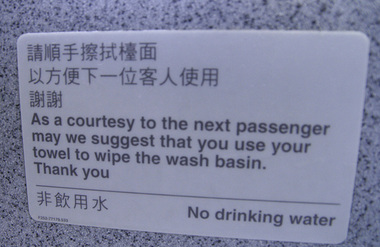 請順手擦拭檯面
以方便下一位客人使用
謝謝
As a courtesy to the next passenger
may we suggest that you use your
towel to wipe the wash basin.
Thank you
非飲用水
No drinking water